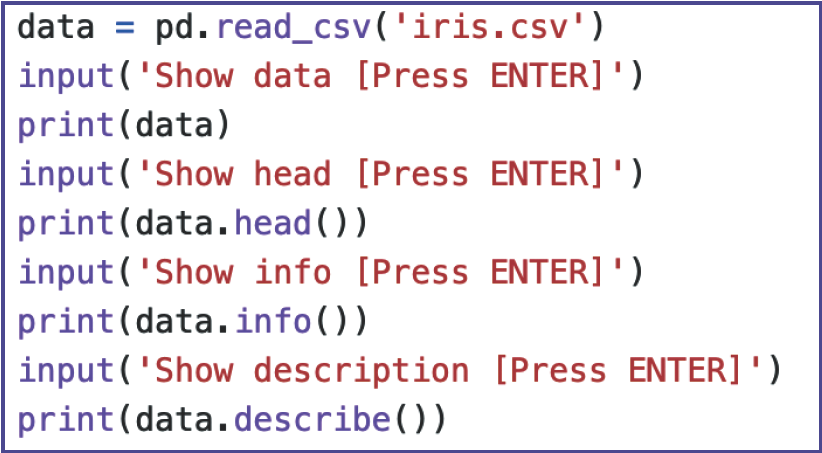 data = pd.read_csv('iris.csv')
input('Show data [Press ENTER]')
print(data)
input('Show head [Press ENTER]')
print(data.head())
input('Show info [Press ENTER]')
print(data.info())
input('Show description [Press ENTER]')
print(data.describe())